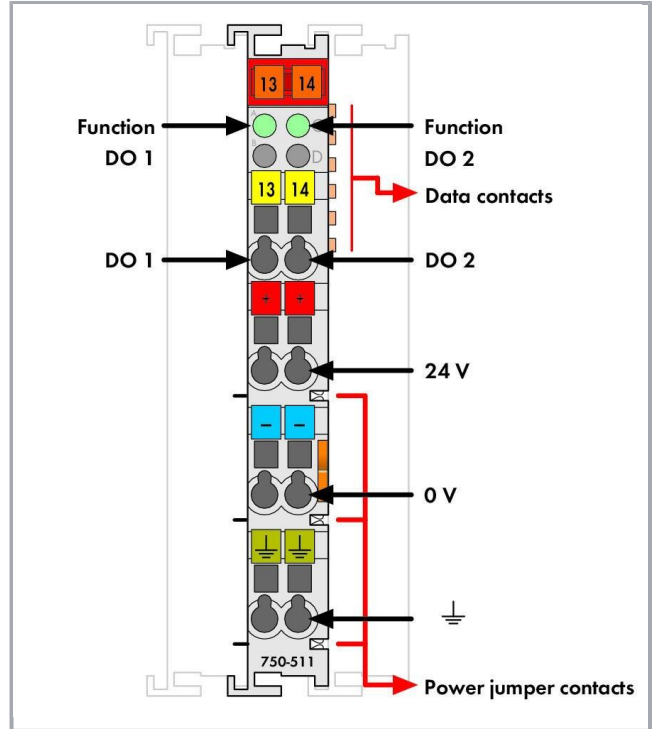 13 14
A C
Function
DO 1
Function
DO 2
B D
13 14
Data contacts
DO 1
DO 2
+ +
24 V
– –
0 V
750-511
Power jumper contacts